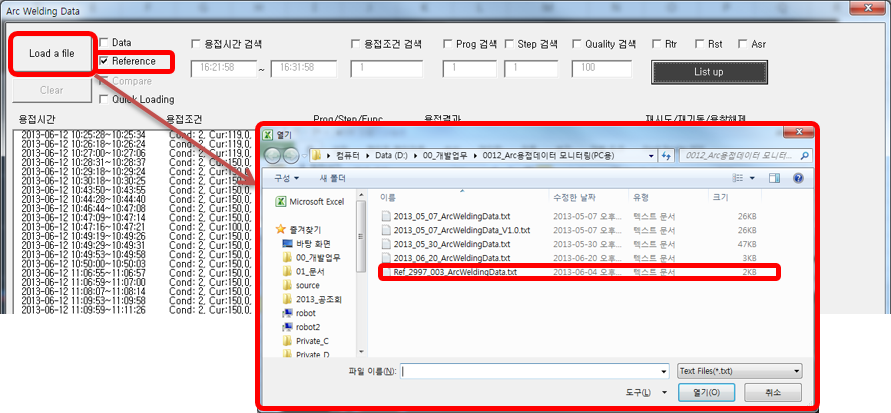 Arc Welding Data
Load a file
Clear
Data
Reference
Compare
Quick Loading
용접시간 검색
16:21:58 ~ 16:31:58
용접조건 검색
1
Prog 검색
1
Step 검색
1
Quality 검색
100
Rtr
Rst
Asr
List up
용접시간 용접조건 Prog/Step/Func 용접결과 재시도/재기동/융착해제
2013-06-12 10:25:28~10:25:34 Cond: 2, Cur:119.0,
2013-06-12 10:26:18~10:26:24 Cond: 2, Cur:119.0,
2013-06-12 10:27:00~10:27:06 Cond: 2, Cur:119.0,
2013-06-12 10:28:31~10:28:37 Cond: 2, Cur:150.0,
2013-06-12 10:29:18~10:29:24 Cond: 2, Cur:150.0,
2013-06-12 10:30:18~10:30:25 Cond: 2, Cur:150.0,
2013-06-12 10:43:50~10:43:55 Cond: 2, Cur:150.0,
2013-06-12 10:44:28~10:44:40 Cond: 2, Cur:150.0,
2013-06-12 10:46:44~10:46:56 Cond: 2, Cur:150.0,
2013-06-12 10:47:08~10:47:14 Cond: 2, Cur:150.0,
2013-06-12 10:47:16~10:47:21 Cond: 2, Cur:100.0,
2013-06-12 10:49:19~10:49:25 Cond: 2, Cur:150.0,
2013-06-12 10:49:29~10:49:31 Cond: 2, Cur:150.0,
2013-06-12 10:49:53~10:49:58 Cond: 2, Cur:150.0,
2013-06-12 10:50:00~10:50:03 Cond: 2, Cur:150.0,
2013-06-12 11:06:55~11:06:57 Cond: 2, Cur:150.0,
2013-06-12 11:06:59~11:07:00 Cond: 2, Cur:150.0,
2013-06-12 11:08:07~11:08:14 Cond: 2, Cur:150.0,
2013-06-12 11:09:53~11:09:58 Cond: 2, Cur:150.0,
2013-06-12 11:09:59~11:11:26 Cond: 2, Cur:150.0,
열기
컴퓨터 ▸ Data (D:) ▸ 00_개발업무 ▸ 0012_Arc용접데이터 모니터링(PC용)
0012_Arc용접데이터 모니터...
구성 새 폴더
Microsoft Excel
즐겨찾기
바탕 화면
00_개발업무
01_문서
source
2013_공조회
robot
robot2
Private_C
Private_D
이름 수정한 날짜 유형 크기
2013_05_07_ArcWeldingData.txt 2013-05-07 오후... 텍스트 문서 26KB
2013_05_07_ArcWeldingData_V1.0.txt 2013-05-07 오후... 텍스트 문서 26KB
2013_05_30_ArcWeldingData.txt 2013-05-30 오후... 텍스트 문서 47KB
2013_06_20_ArcWeldingData.txt 2013-06-20 오후... 텍스트 문서 3KB
Ref_2997_003_ArcWeldingData.txt 2013-06-04 오후... 텍스트 문서 2KB
파일 이름(N):
Text Files(*.txt)
도구(L)
열기(O)
취소